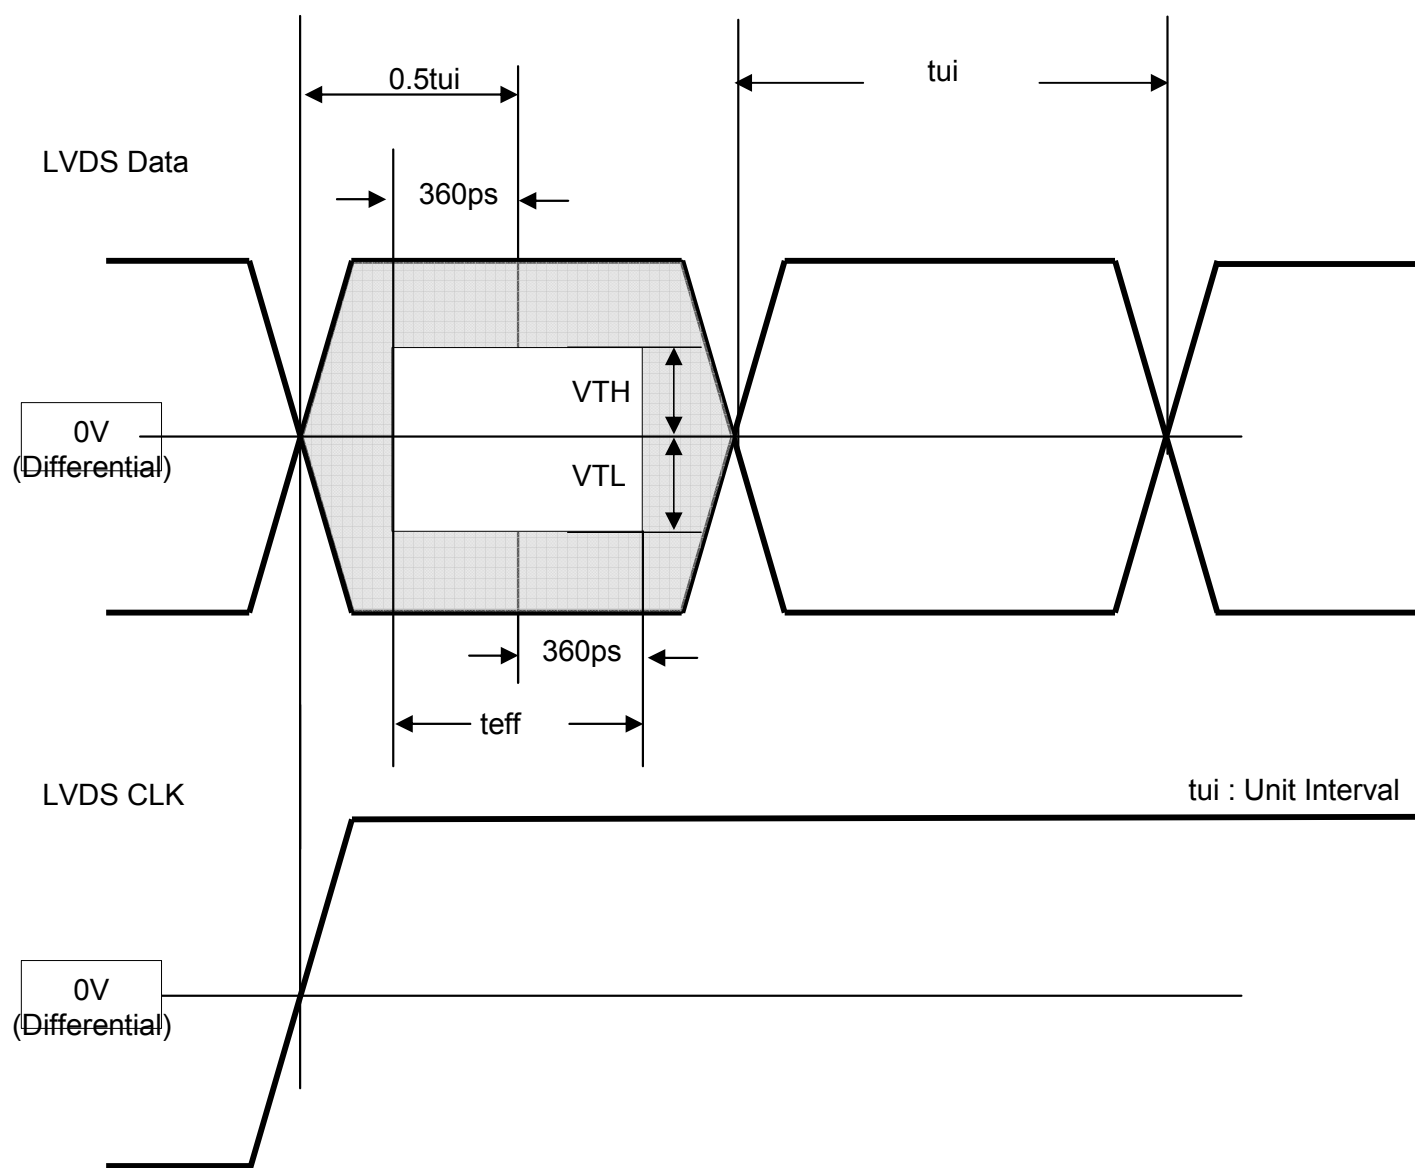 tui
0.5tui
LVDS Data
360ps
VTH
0V
(Differential)
VTL
360ps
teff
LVDS CLK
tui : Unit Interval
0V
(Differential)